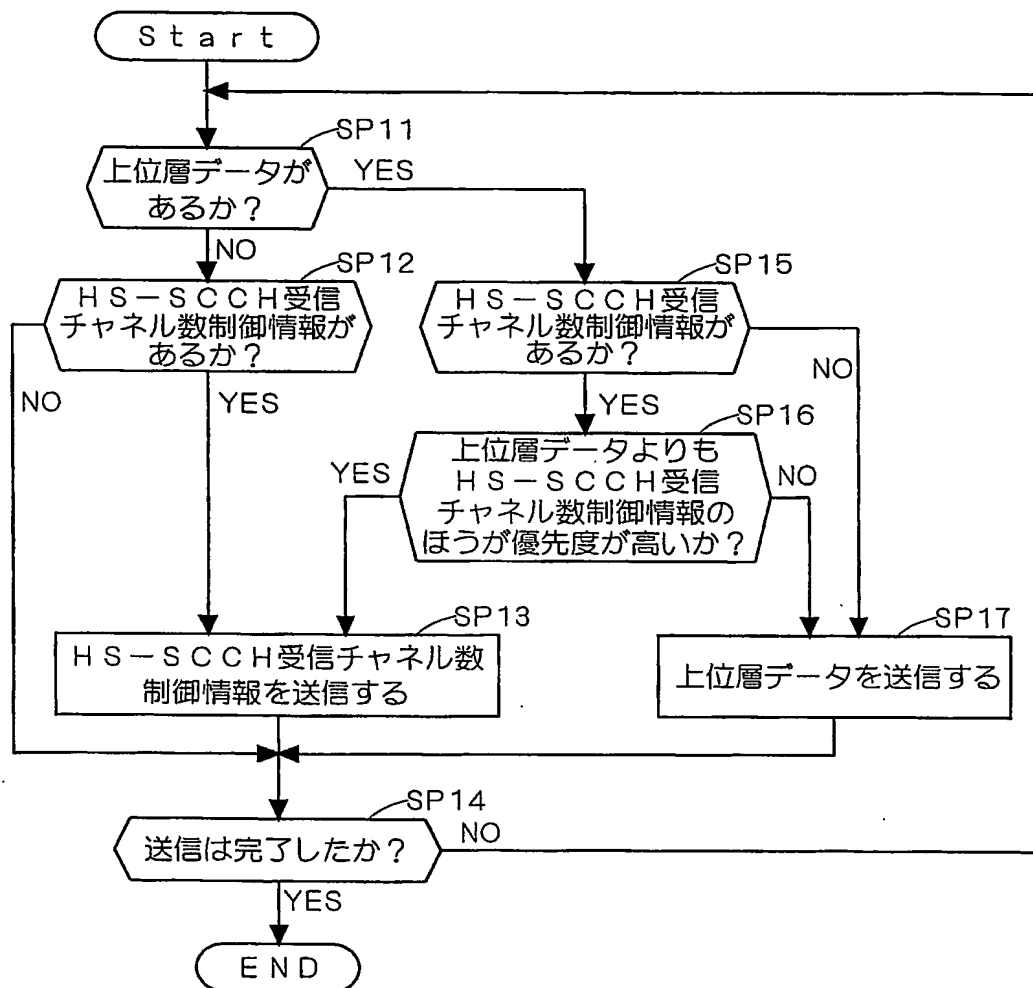 Start
SP11
上位層データが
あるか？
YES
NO
SP12
HS－SCCH受信
チャネル数制御情報が
あるか？
NO
YES
SP15
HS－SCCH受信
チャネル数制御情報が
あるか？
NO
YES
SP16
上位層データよりも
HS－SCCH受信
チャネル数制御情報の
ほうが優先度が高いか？
YES
NO
SP13
HS－SCCH受信チャネル数
制御情報を送信する
SP17
上位層データを送信する
SP14
送信は完了したか？
NO
YES
END